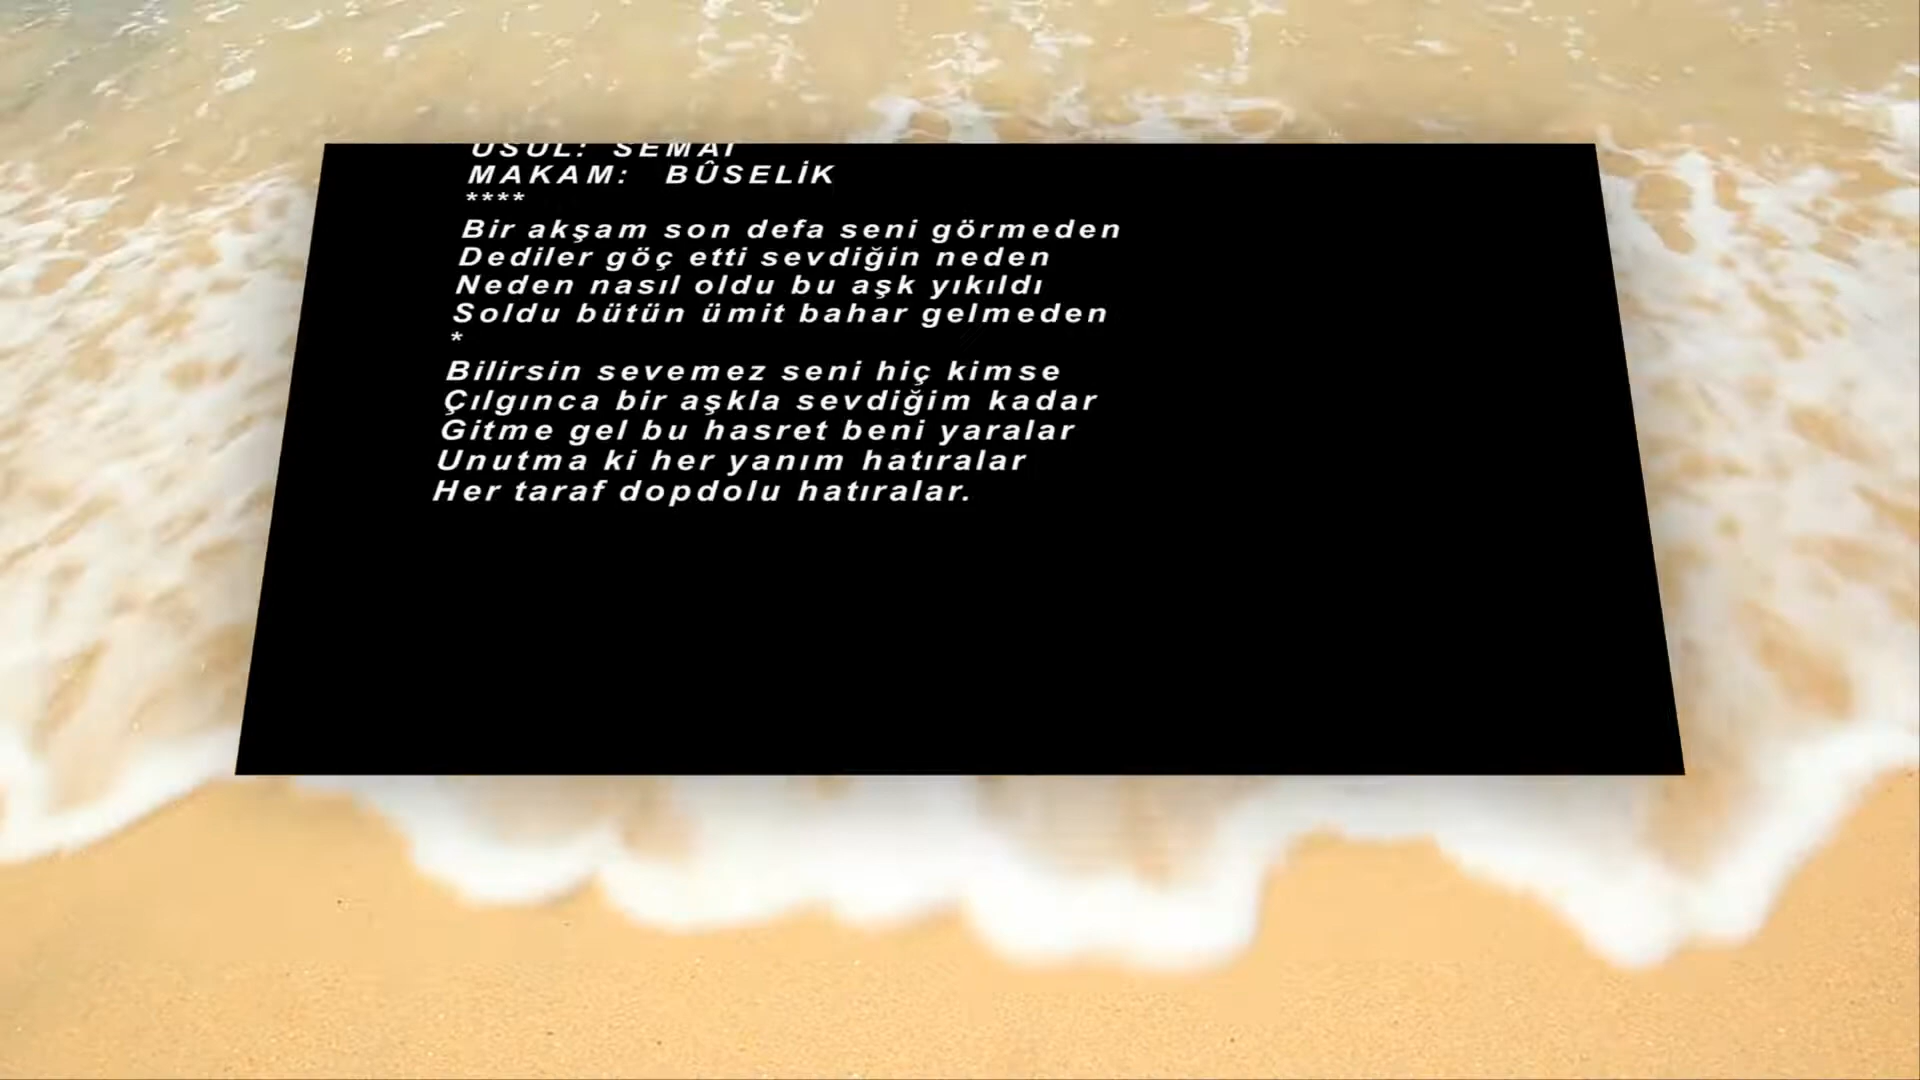 USUL: SEMAİ
MAKAM: BÛSELİK
****
Bir akşam son defa seni görmeden
Dediler göç etti sevdiğin neden
Neden nasıl oldu bu aşk yıkıldı
Soldu bütün ümit bahar gelmeden
*
Bilirsin sevemez seni hiç kimse
Çılgınca bir aşkla sevdiğim kadar
Gitme gel bu hasret beni yaralar
Unutma ki her yanım hatıralar
Her taraf dopdolu hatıralar.